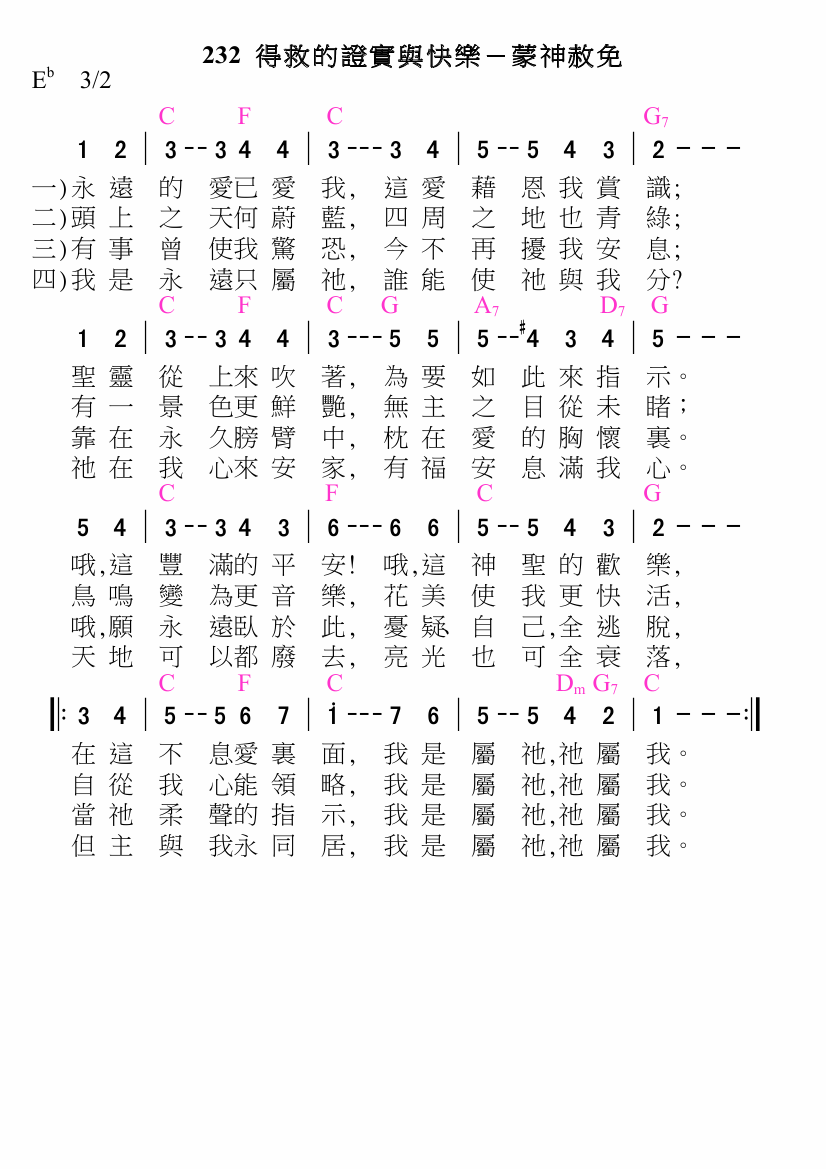 232 得救的證實與快樂－蒙神赦免
E♭ 3/2
C F C G7
1 2 | 3 -- 3 4 4 | 3 --- 3 4 | 5 -- 5 4 3 | 2 - - -
一)永遠的愛已愛我, 這愛藉恩我賞識;
二)頭上之天何蔚藍, 四周之地也青綠;
三)有事曾使我驚恐, 今不再擾我安息;
四)我是永遠只屬祂, 誰能使祂與我分?
C F C G A7 D7 G
1 2 | 3 -- 3 4 4 | 3 --- 5 5 | 5 -- ♯4 3 4 | 5 - - -
聖靈從上來吹著, 為要如此來指示。
有一景色更鮮艷, 無主之目從未睹；
靠在永久膀臂中, 枕在愛的胸懷裏。
祂在我心來安家, 有福安息滿我心。
C F C G
5 4 | 3 -- 3 4 3 | 6 --- 6 6 | 5 -- 5 4 3 | 2 - - -
哦,這豐滿的平安! 哦,這神聖的歡樂,
鳥鳴變為更音樂, 花美使我更快活,
哦,願永遠臥於此, 憂疑、自己,全逃脫,
天地可以都廢去, 亮光也可全衰落,
C F C Dm G7 C
‖: 3 4 | 5 -- 5 6 7 | i --- 7 6 | 5 -- 5 4 2 | 1 - - - :‖
在這不息愛裏面, 我是屬祂,祂屬我。
自從我心能領略, 我是屬祂,祂屬我。
當祂柔聲的指示, 我是屬祂,祂屬我。
但主與我永同居, 我是屬祂,祂屬我。